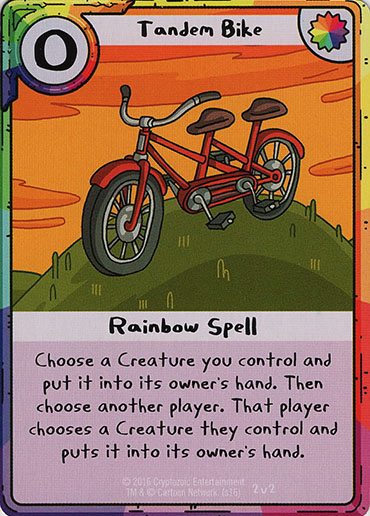 0
Tandem Bike
Rainbow Spell
Choose a Creature you control and
put it into its owner's hand. Then
choose another player. That player
chooses a Creature they control and
puts it into its owner's hand.
© 2016 Cryptozoic Entertainment
TM & © Cartoon Network. (s16)
2v2